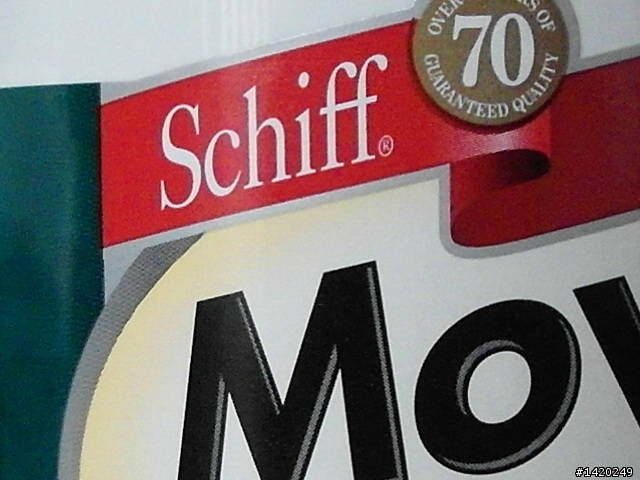 OVER 70 YEARS OF
GUARANTEED QUALITY
Schiff®
MOV
#1420249